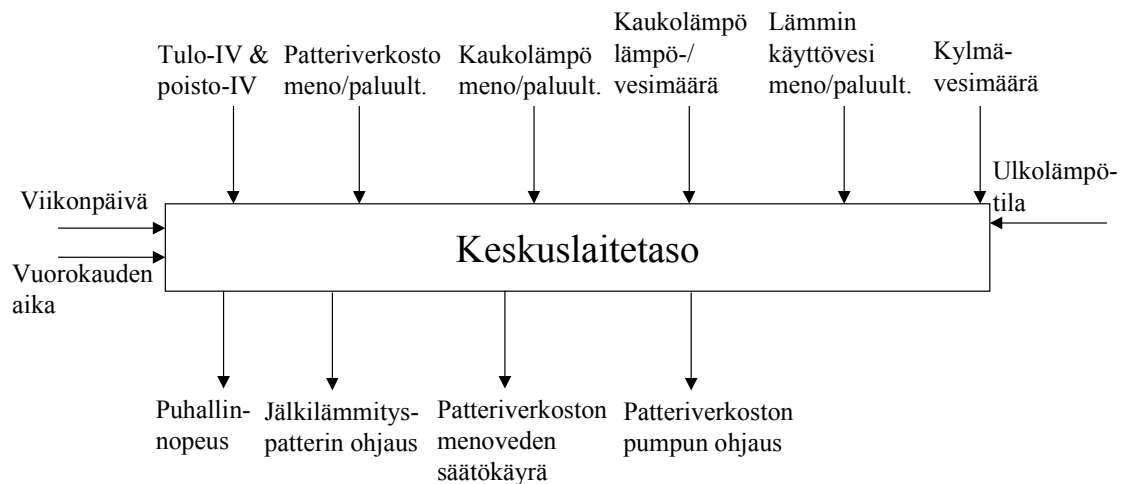 Tulo-IV &
poisto-IV
Patteriverkosto
meno/paluult.
Kaukolämpö
meno/paluult.
Kaukolämpö
lämpö-/
vesimäärä
Lämmin
käyttövesi
meno/paluult.
Kylmä-
vesimäärä
Viikonpäivä
Vuorokauden
aika
Ulkolämpö-
tila
Keskuslaitetaso
Puhallin-
nopeus
Jälkilämmitys-
patterin ohjaus
Patteriverkoston
menoveden
säätökäyrä
Patteriverkoston
pumpun ohjaus